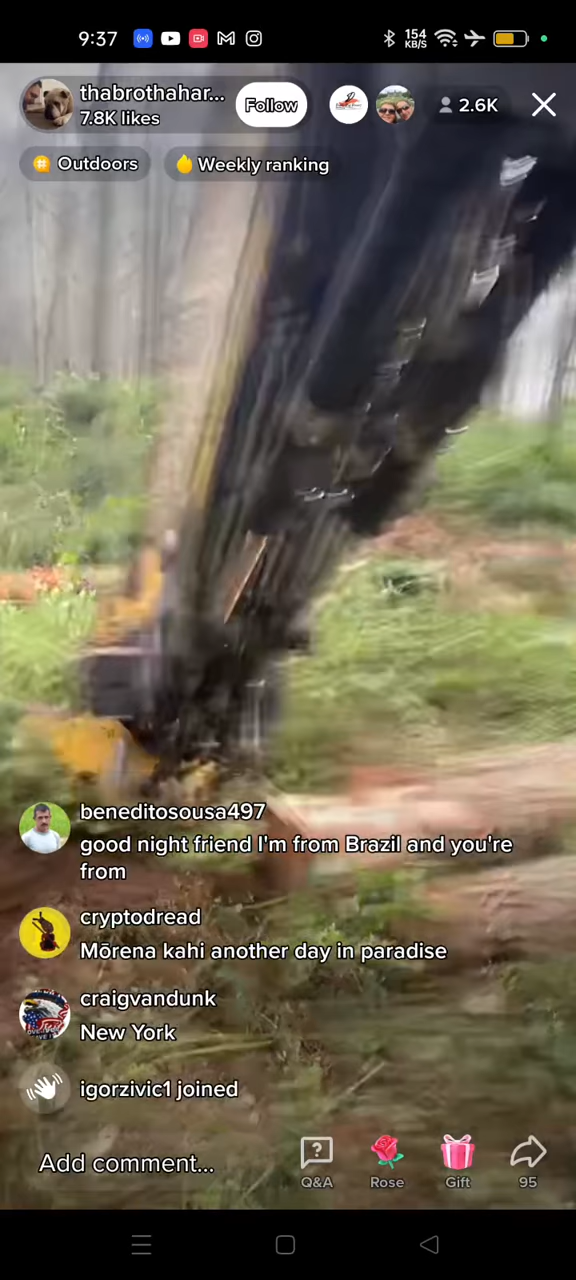 9:37
154
KB/S
thabrothahar...
7.8K likes
Follow
2.6K
Outdoors
Weekly ranking
beneditosousa497
good night friend I'm from Brazil and you're
from
cryptodread
Mōrena kahi another day in paradise
craigvandunk
New York
igorzivic1 joined
Add comment...
Q&A
Rose
Gift
95